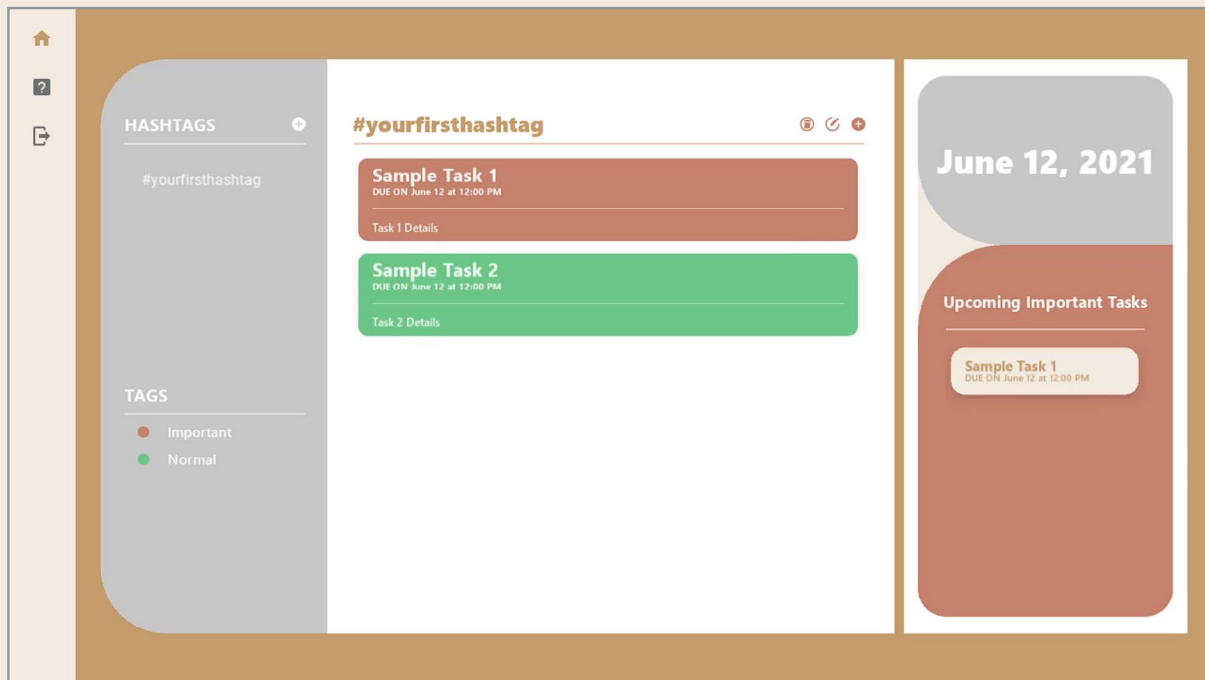 HASHTAGS
#yourfirsthashtag
TAGS
Important
Normal
#yourfirsthashtag
Sample Task 1
DUE ON June 12 at 12:00 PM
Task 1 Details
Sample Task 2
DUE ON June 12 at 12:00 PM
Task 2 Details
June 12, 2021
Upcoming Important Tasks
Sample Task 1
DUE ON June 12 at 12:00 PM